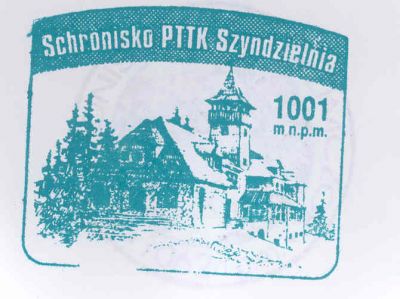 Schronisko PTTK Szyndzielnia
1001
m n.p.m.